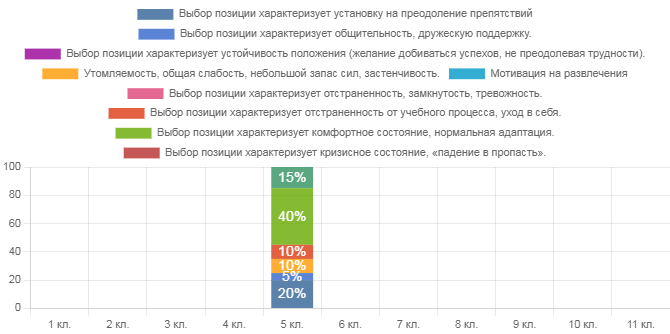 Выбор позиции характеризует установку на преодоление препятствий
Выбор позиции характеризует общительность, дружескую поддержку.
Выбор позиции характеризует устойчивость положения (желание добиваться успехов, не преодолевая трудности).
Утомляемость, общая слабость, небольшой запас сил, застенчивость. Мотивация на развлечения
Выбор позиции характеризует отстраненность, замкнутость, тревожность.
Выбор позиции характеризует отстраненность от учебного процесса, уход в себя.
Выбор позиции характеризует комфортное состояние, нормальная адаптация.
Выбор позиции характеризует кризисное состояние, «падение в пропасть».
100
15%
80
40%
60
40
10%
10%
20
5%
20%
0
1 кл. 2 кл. 3 кл. 4 кл. 5 кл. 6 кл. 7 кл. 8 кл. 9 кл. 10 кл. 11 кл.